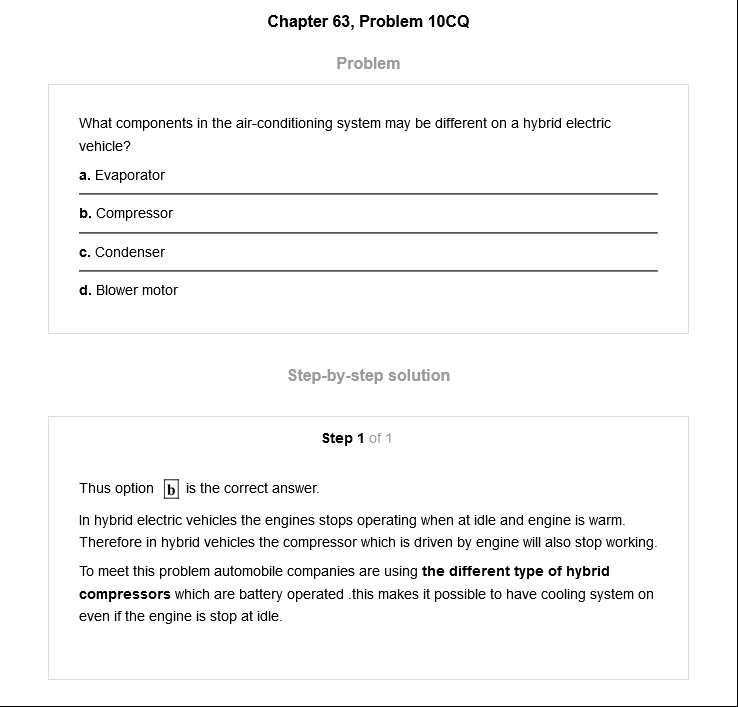 Chapter 63, Problem 10CQ
Problem
What components in the air-conditioning system may be different on a hybrid electric
vehicle?
a. Evaporator
b. Compressor
c. Condenser
d. Blower motor
Step-by-step solution
Step 1 of 1
Thus option b is the correct answer.
In hybrid electric vehicles the engines stops operating when at idle and engine is warm.
Therefore in hybrid vehicles the compressor which is driven by engine will also stop working.
To meet this problem automobile companies are using the different type of hybrid
compressors which are battery operated .this makes it possible to have cooling system on
even if the engine is stop at idle.